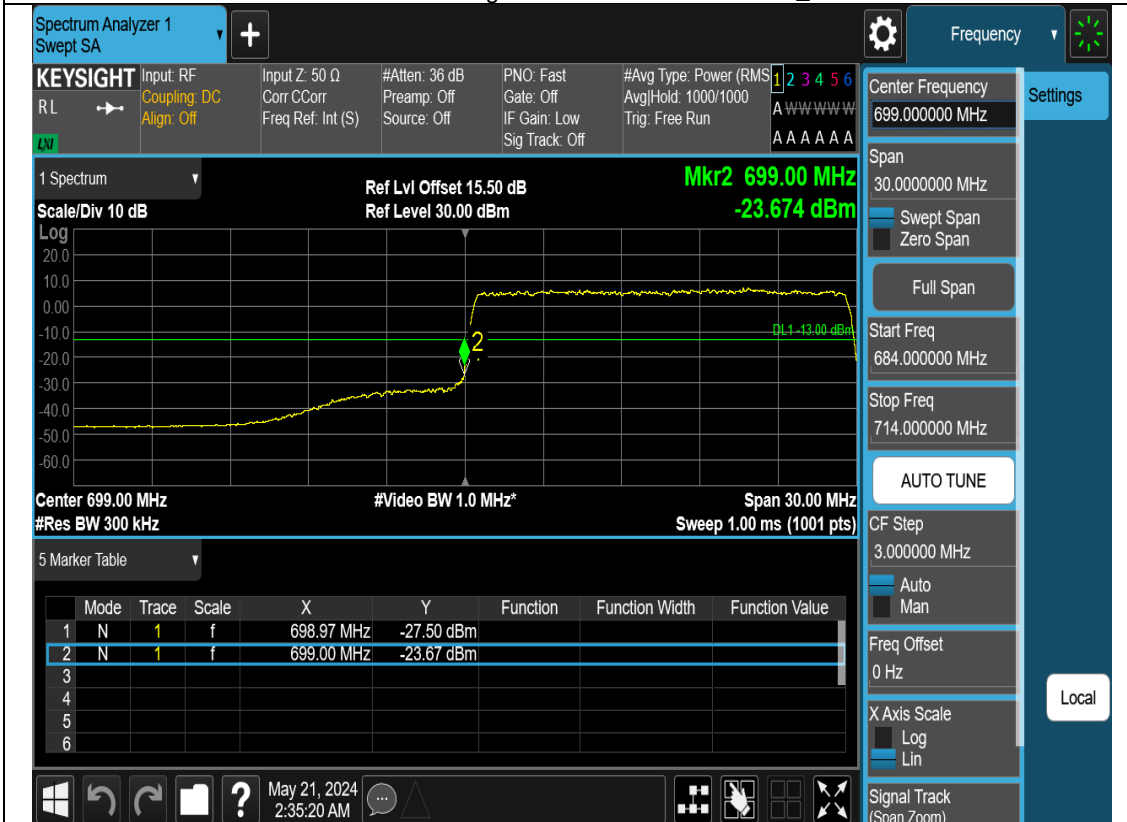 Spectrum Analyzer 1
Swept SA
+
Frequency
KEYSIGHT
R L
LXI
Input: RF
Coupling: DC
Align: Off
Input Z: 50 Ω
Corr CCorr
Freq Ref: Int (S)
#Atten: 36 dB
Preamp: Off
Source: Off
PNO: Fast
Gate: Off
IF Gain: Low
Sig Track: Off
#Avg Type: Power (RMS
Avg|Hold: 1000/1000
Trig: Free Run
1 2 3 4 5 6
A W W W W W
A A A A A A
1 Spectrum
Scale/Div 10 dB
Ref Lvl Offset 15.50 dB
Ref Level 30.00 dBm
Mkr2 699.00 MHz
-23.674 dBm
Log
20.0
10.0
0.00
-10.0
-20.0
-30.0
-40.0
-50.0
-60.0
2
DL1 -13.00 dBm
Center 699.00 MHz
#Video BW 1.0 MHz*
Span 30.00 MHz
#Res BW 300 kHz
Sweep 1.00 ms (1001 pts)
5 Marker Table
Mode Trace Scale X Y Function Function Width Function Value
1 N 1 f 698.97 MHz -27.50 dBm
2 N 1 f 699.00 MHz -23.67 dBm
3
4
5
6
?
May 21, 2024
2:35:20 AM
Center Frequency
699.000000 MHz
Settings
Span
30.0000000 MHz
Swept Span
Zero Span
Full Span
Start Freq
684.000000 MHz
Stop Freq
714.000000 MHz
AUTO TUNE
CF Step
3.000000 MHz
Auto
Man
Freq Offset
0 Hz
Local
X Axis Scale
Log
Lin
Signal Track
(Span Zoom)